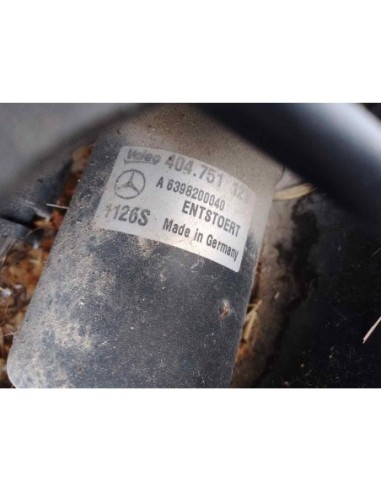 Valeo 404.751
A 6398200040
ENTSTOERT
1126S Made in Germany